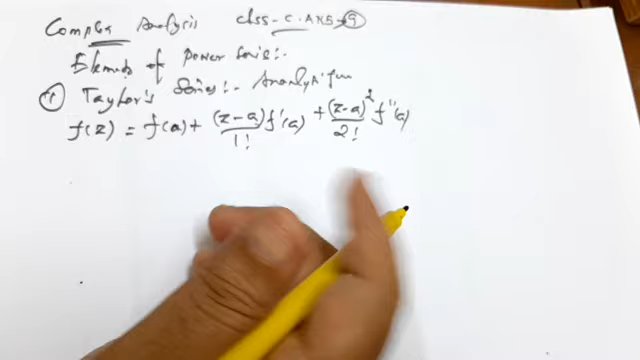 Complex Analysis class-C.ANS-9
Elements of Power Series:-
① Taylor's Series:- Analytic fun
f(z) = f(a) + (z-a)/1! f'(a) + (z-a)²/2! f''(a)